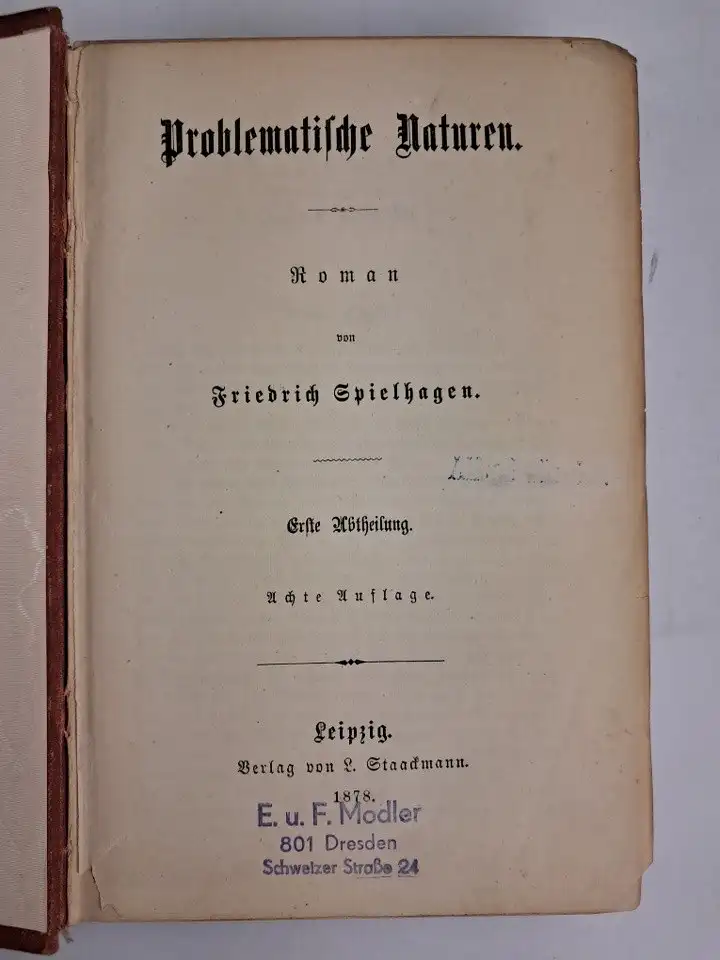 Problematische Naturen.
Roman
von
Friedrich Spielhagen.
Erste Abtheilung.
Achte Auflage.
Leipzig.
Verlag von L. Staackmann.
1878.
E. u. F. Modler
801 Dresden
Schweizer Straße 24